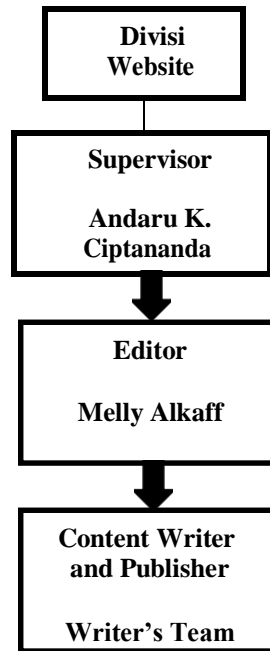 Divisi
Website
Supervisor
Andaru K.
Ciptananda
Editor
Melly Alkaff
Content Writer
and Publisher
Writer’s Team